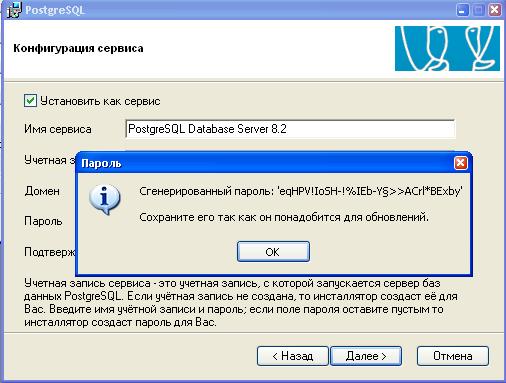 PostgreSQL
Конфигурация сервиса
Установить как сервис
Имя сервиса PostgreSQL Database Server 8.2
Учетная з
Пароль
Сгенерированный пароль: 'eqHPV!IoSH-!%IEb-Y§>>ACrl*BExby'
Сохраните его так как он понадобится для обновлений.
OK
Домен
Пароль
Подтверж
Учетная запись сервиса - это учетная запись, с которой запускается сервер баз
данных PostgreSQL. Если учётная запись не создана, то инсталлятор создаст её для
Вас. Введите имя учётной записи и пароль; если поле пароля оставите пустым то
инсталлятор создаст пароль для Вас.
< Назад Далее > Отмена